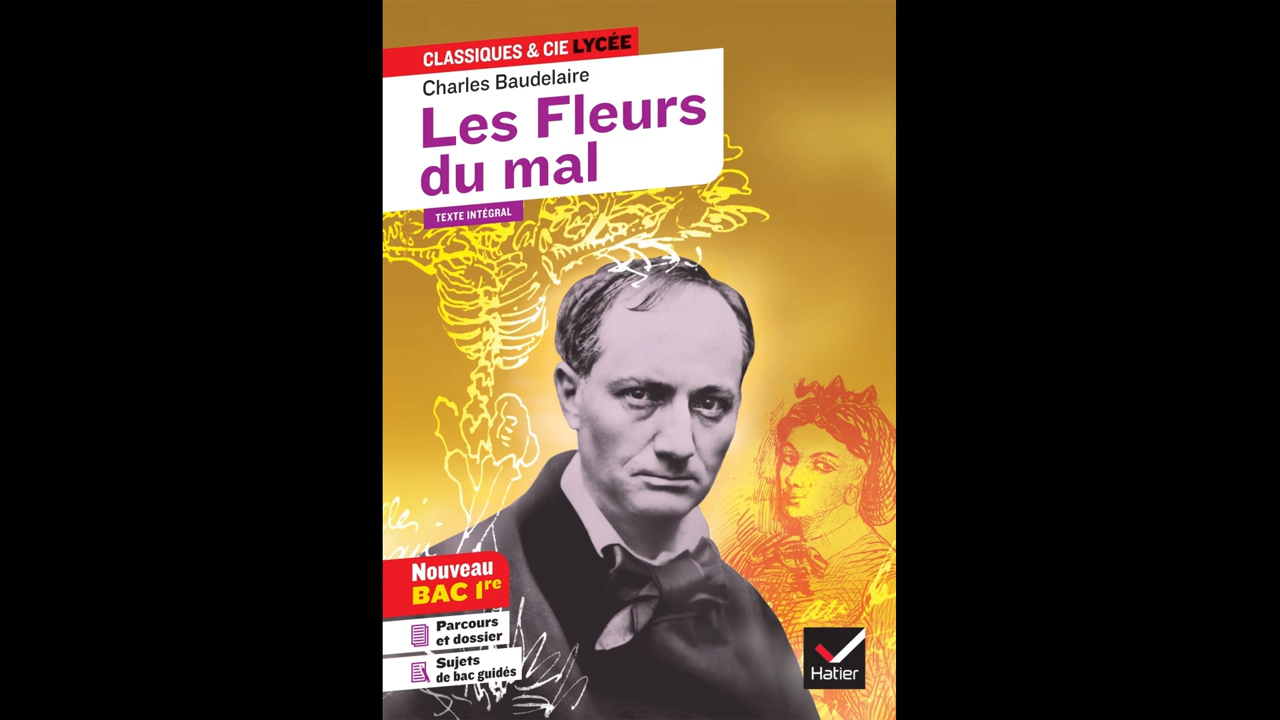 CLASSIQUES & CIE LYCÉE
Charles Baudelaire
Les Fleurs
du mal
TEXTE INTÉGRAL
Nouveau
BAC 1re
Parcours
et dossier
Sujets
de bac guidés
Hatier